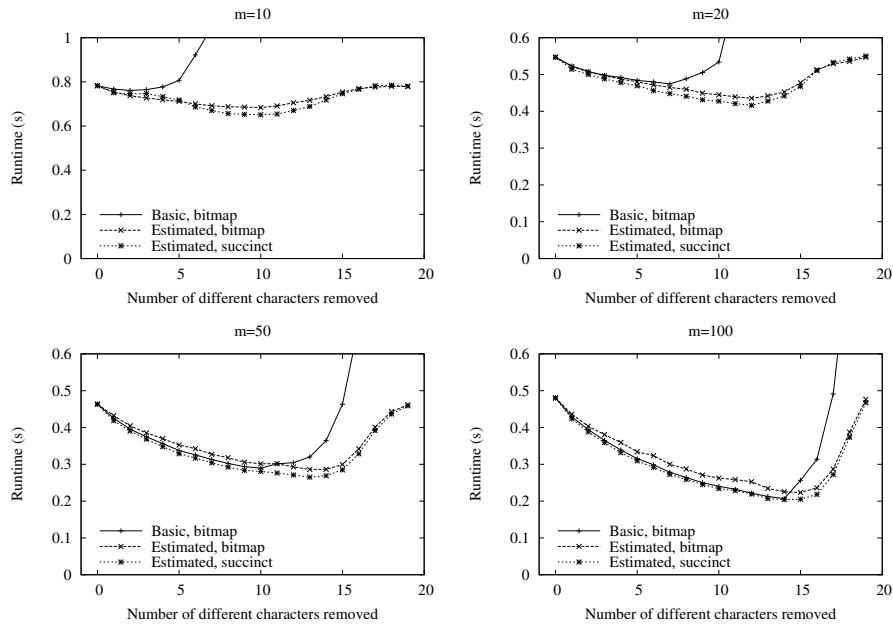 m=10
1
0.8
0.6
0.4
0.2
0
0
5
10
15
20
Runtime (s)
Number of different characters removed
Basic, bitmap
Estimated, bitmap
Estimated, succinct
m=20
0.6
0.5
0.4
0.3
0.2
0.1
0
0
5
10
15
20
Runtime (s)
Number of different characters removed
Basic, bitmap
Estimated, bitmap
Estimated, succinct
m=50
0.6
0.5
0.4
0.3
0.2
0.1
0
0
5
10
15
20
Runtime (s)
Number of different characters removed
Basic, bitmap
Estimated, bitmap
Estimated, succinct
m=100
0.6
0.5
0.4
0.3
0.2
0.1
0
0
5
10
15
20
Runtime (s)
Number of different characters removed
Basic, bitmap
Estimated, bitmap
Estimated, succinct